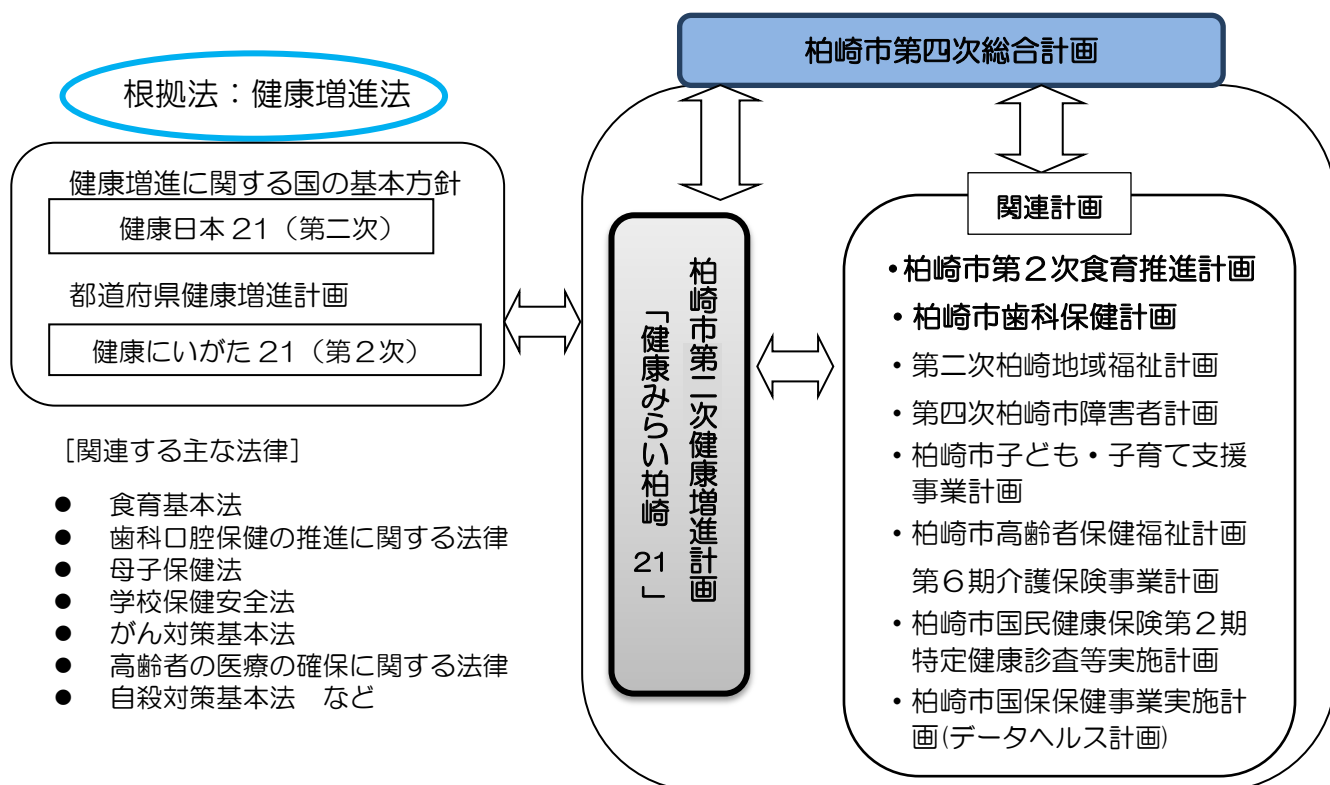 柏崎市第四次総合計画
根拠法：健康増進法
健康増進に関する国の基本方針
健康日本 21（第二次）
都道府県健康増進計画
健康にいがた 21（第２次）
［関連する主な法律］
● 食育基本法
● 歯科口腔保健の推進に関する法律
● 母子保健法
● 学校保健安全法
● がん対策基本法
● 高齢者の医療の確保に関する法律
● 自殺対策基本法　など
柏崎市第二次健康増進計画
「健康みらい柏崎 21」
関連計画
・柏崎市第２次食育推進計画
・柏崎市歯科保健計画
・第二次柏崎地域福祉計画
・第四次柏崎市障害者計画
・柏崎市子ども・子育て支援
事業計画
・柏崎市高齢者保健福祉計画
第６期介護保険事業計画
・柏崎市国民健康保険第２期
特定健康診査等実施計画
・柏崎市国保保健事業実施計
画(データヘルス計画)